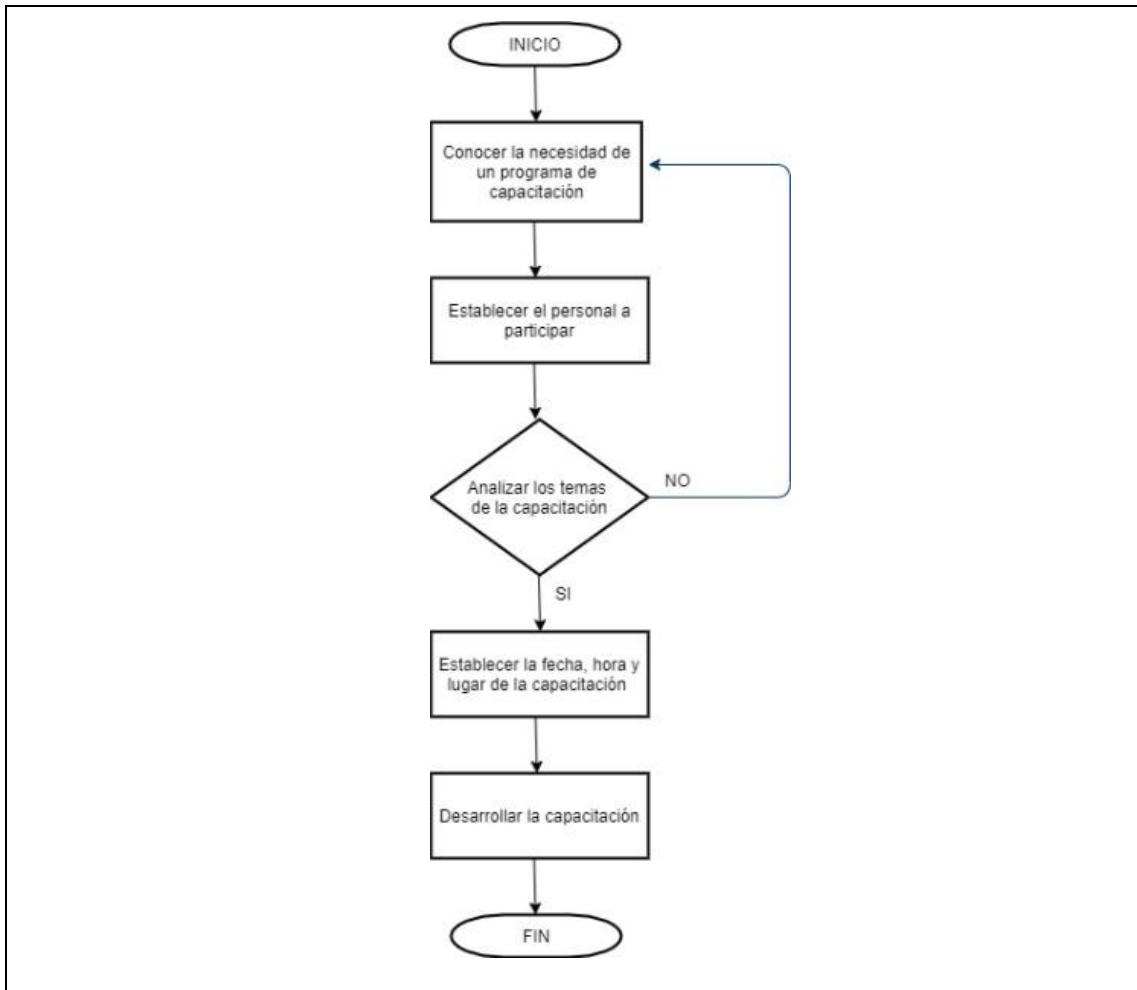 INICIO
Conocer la necesidad de
un programa de
capacitación
Establecer el personal a
participar
Analizar los temas
de la capacitación
NO
SI
Establecer la fecha, hora y
lugar de la capacitación
Desarrollar la capacitación
FIN